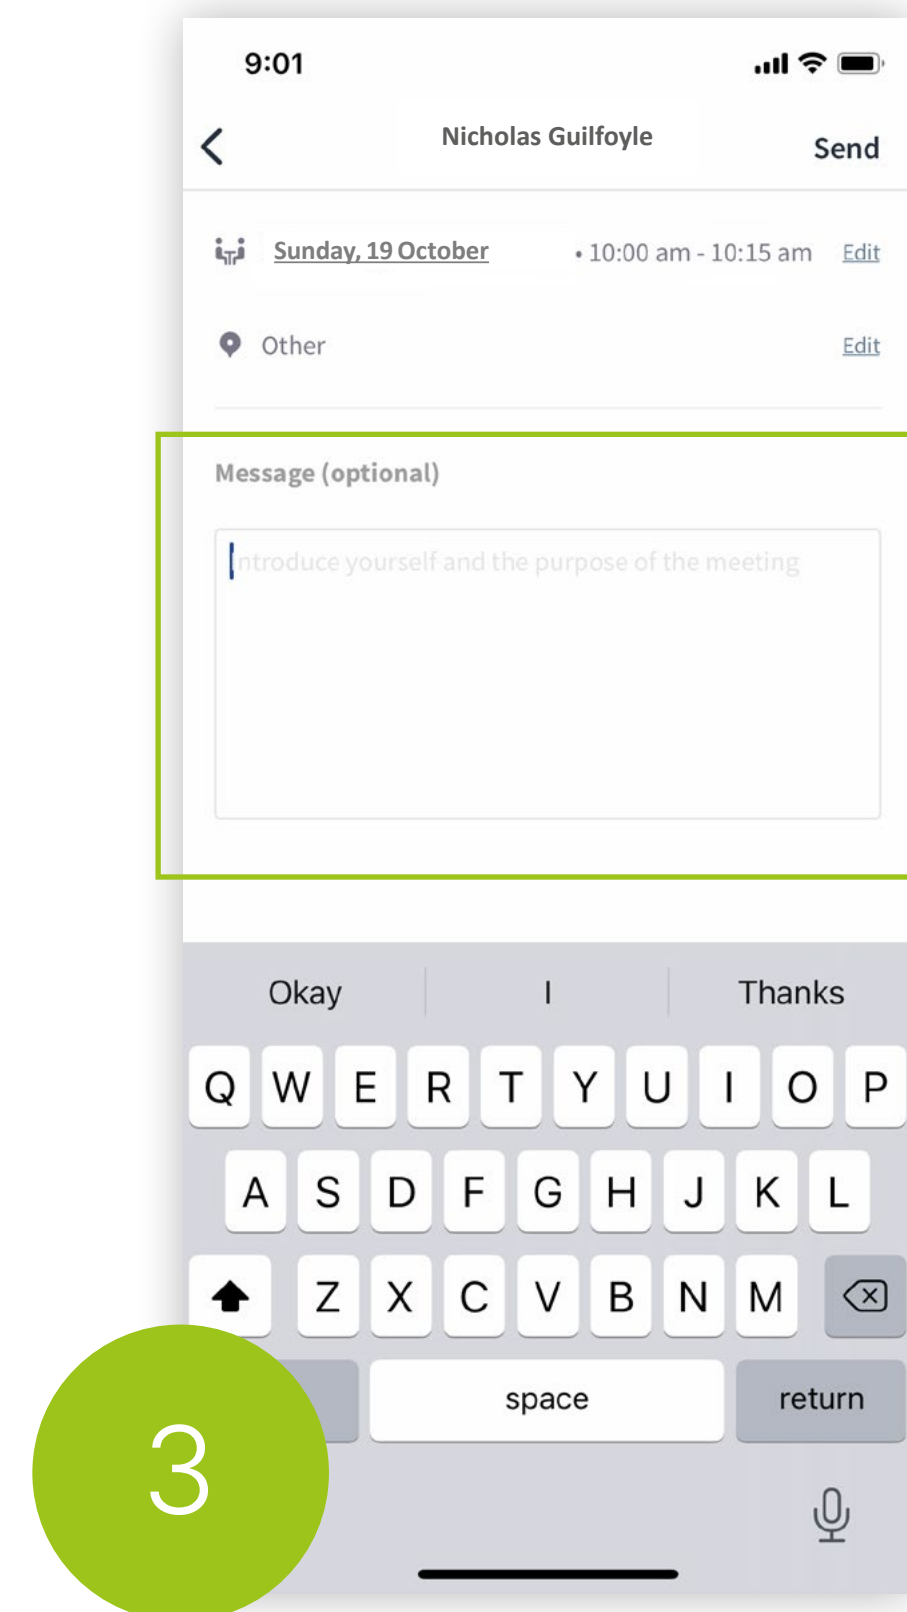 9:01
Nicholas Guilfoyle
Send
Sunday, 19 October • 10:00 am - 10:15 am Edit
Other Edit
Message (optional)
Introduce yourself and the purpose of the meeting
Okay I Thanks
Q W E R T Y U I O P
A S D F G H J K L
Z X C V B N M
space return
3